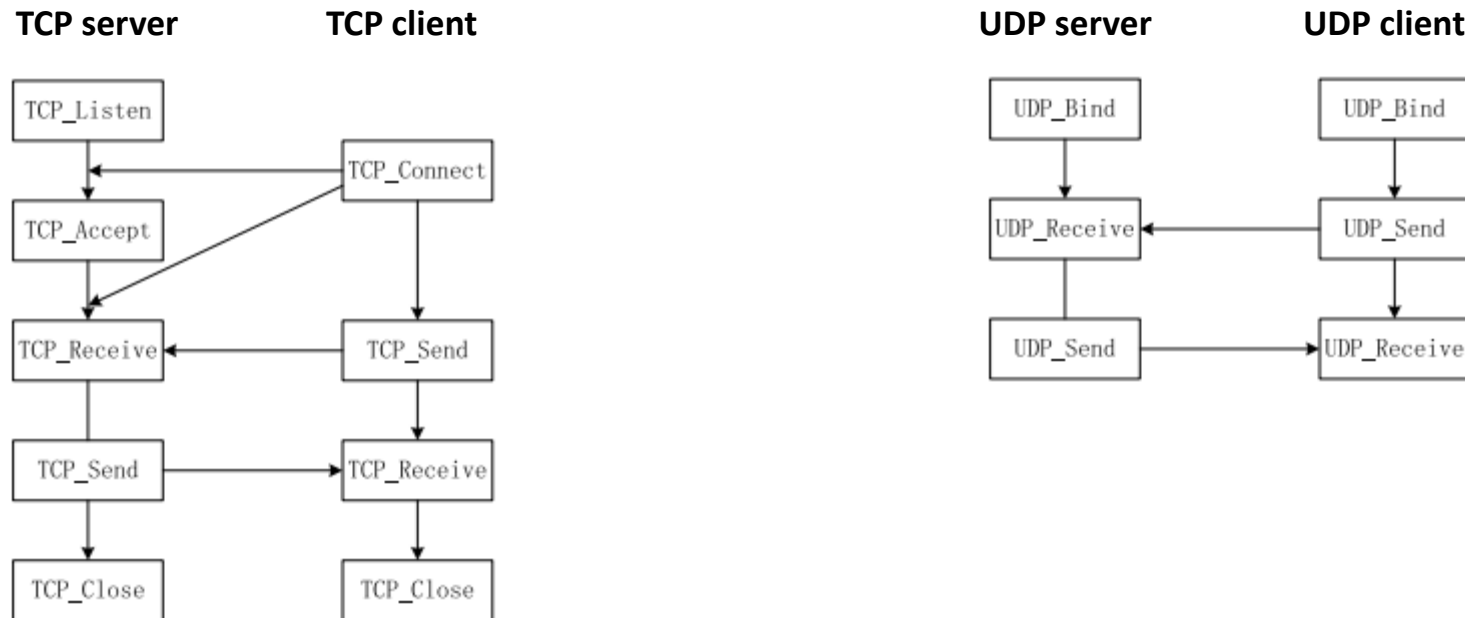 TCP server TCP client UDP server UDP client
TCP_Listen
UDP_Bind UDP_Bind
TCP_Connect
TCP_Accept
UDP_Receive UDP_Send
TCP_Receive TCP_Send
UDP_Send UDP_Receive
TCP_Send TCP_Receive
TCP_Close TCP_Close